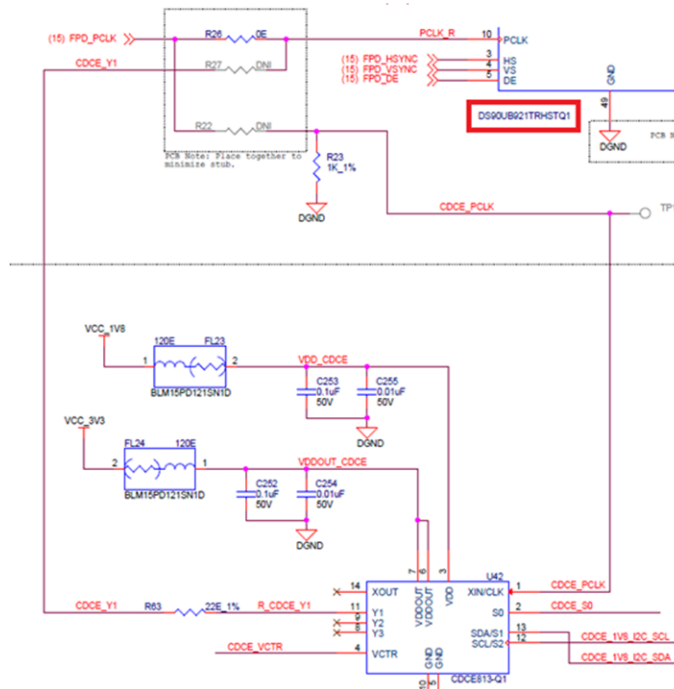 (15) FPD_PCLK
R26
0E
PCLK_R
10
PCLK
CDCE_Y1
R27
DNI
(15) FPD_HSYNC
3
HS
(15) FPD_VSYNC
4
VS
(15) FPD_DE
5
DE
GND
49
DS90UB921TRHSTQ1
R22
DNI
PCB Note: Place together to
minimize stub.
R23
1K_1%
DGND
DGND
PCB N
CDCE_PCLK
TP1
VCC_1V8
120E
FL23
1
2
VDD_CDCE
BLM15PD121SN1D
C253
0.1uF
50V
C255
0.01uF
50V
DGND
VCC_3V3
FL24
120E
2
1
VDDOUT_CDCE
BLM15PD121SN1D
C252
0.1uF
50V
C254
0.01uF
50V
DGND
7
6
3
U42
14
XOUT
VDDOUT
VDDOUT
VDD
XIN/CLK
1
CDCE_PCLK
CDCE_Y1
R63
22E_1%
R_CDCE_Y1
11
Y1
S0
2
CDCE_S0
9
Y2
8
Y3
SDA/S1
13
CDCE_1V8_I2C_SCL
SCL/S2
12
CDCE_1V8_I2C_SDA
CDCE_VCTR
4
VCTR
GND
GND
10
5
CDCE813-Q1